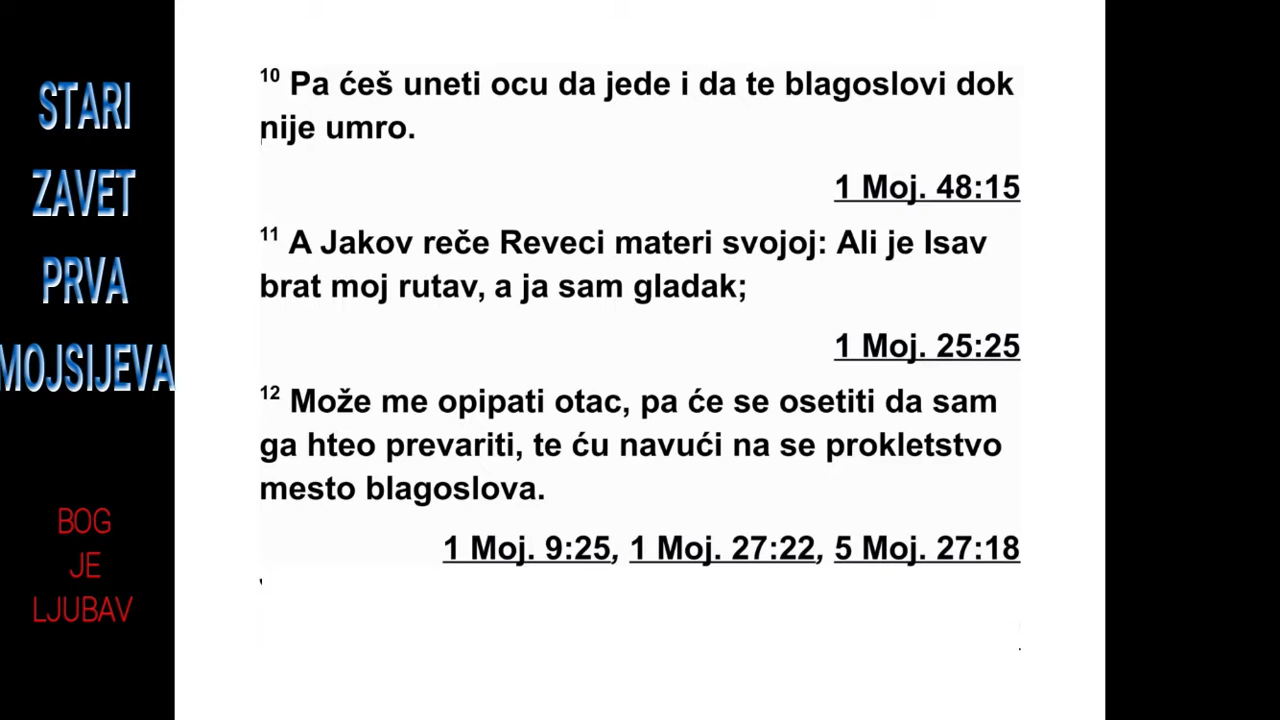 STARI
ZAVET
PRVA
MOJSIJEVA
BOG
JE
LJUBAV
10 Pa ćeš uneti ocu da jede i da te blagoslovi dok
nije umro.
1 Moj. 48:15
11 A Jakov reče Reveci materi svojoj: Ali je Isav
brat moj rutav, a ja sam gladak;
1 Moj. 25:25
12 Može me opipati otac, pa će se osetiti da sam
ga hteo prevariti, te ću navući na se prokletstvo
mesto blagoslova.
1 Moj. 9:25, 1 Moj. 27:22, 5 Moj. 27:18